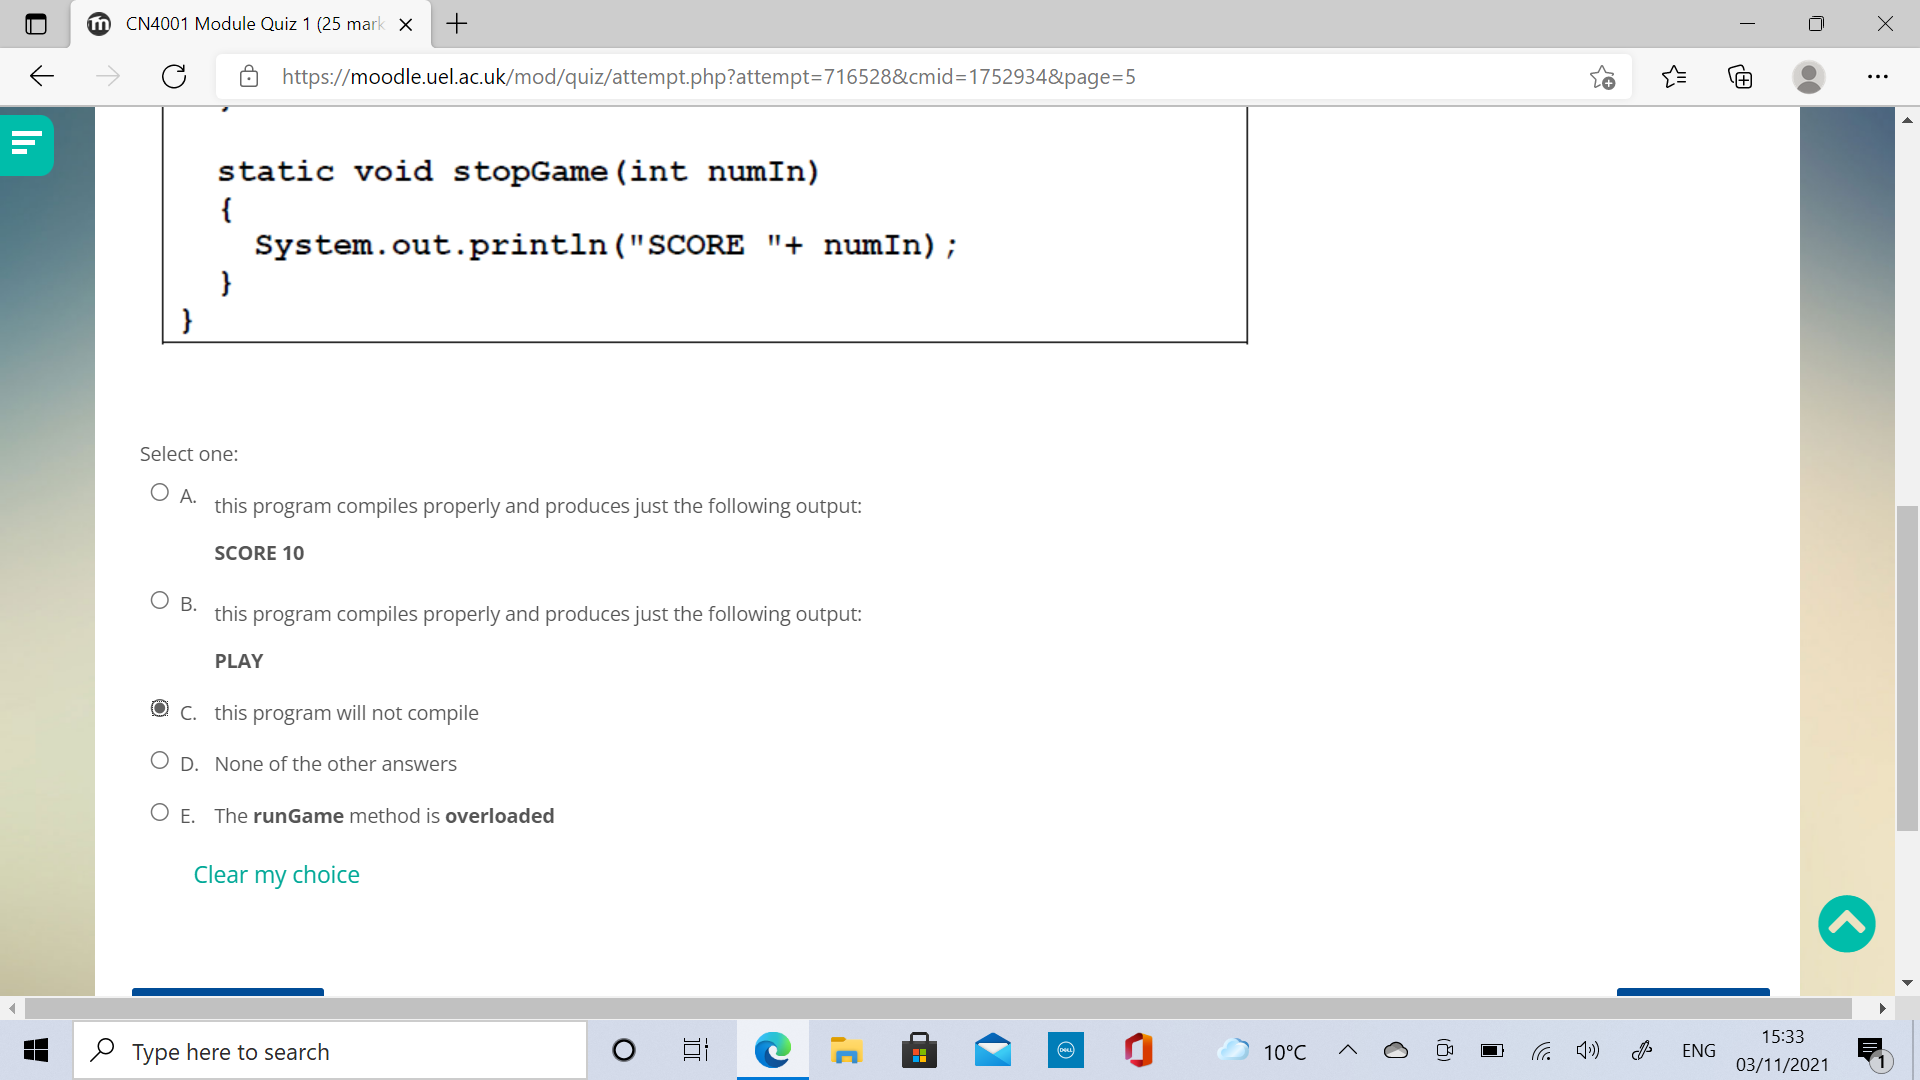 CN4001 Module Quiz 1 (25 mark
https://moodle.uel.ac.uk/mod/quiz/attempt.php?attempt=716528&cmid=1752934&page=5
static void stopGame(int numIn)
{
System.out.println("SCORE "+ numIn);
}
}
Select one:
A. this program compiles properly and produces just the following output:
SCORE 10
B. this program compiles properly and produces just the following output:
PLAY
C. this program will not compile
D. None of the other answers
E. The runGame method is overloaded
Clear my choice
Type here to search
DELL
10°C
ENG
15:33
03/11/2021
1